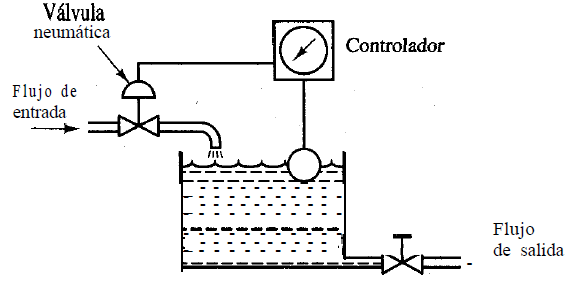 Válvula
neumática
Controlador
Flujo de
entrada
Flujo
de salida